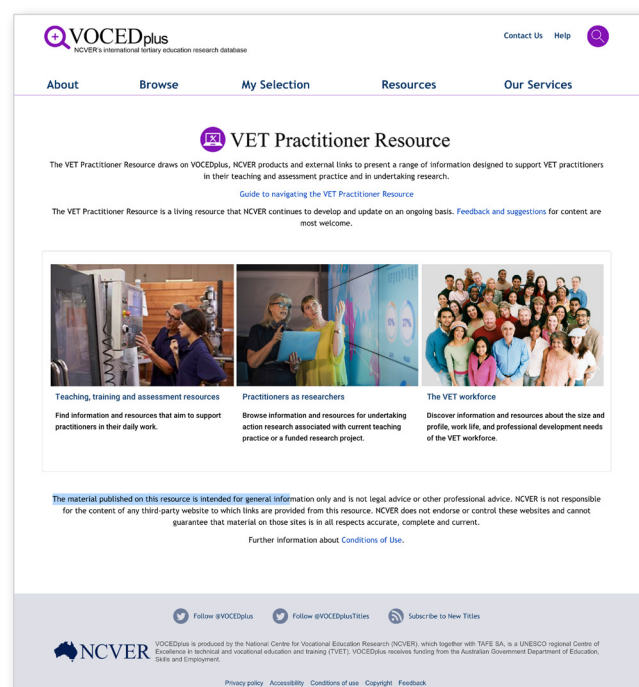 VOCEDplus
NCVER's international tertiary education research database
Contact Us Help
About Browse My Selection Resources Our Services
VET Practitioner Resource
The VET Practitioner Resource draws on VOCEDplus, NCVER products and external links to present a range of information designed to support VET practitioners
in their teaching and assessment practice and in undertaking research.
Guide to navigating the VET Practitioner Resource
The VET Practitioner Resource is a living resource that NCVER continues to develop and update on an ongoing basis. Feedback and suggestions for content are
most welcome.
Teaching, training and assessment resources
Find information and resources that aim to support
practitioners in their daily work.
Practitioners as researchers
Browse information and resources for undertaking
action research associated with current teaching
practice or a funded research project.
The VET workforce
Discover information and resources about the size and
profile, work life, and professional development needs
of the VET workforce.
The material published on this resource is intended for general information only and is not legal advice or other professional advice. NCVER is not responsible
for the content of any third-party website to which links are provided from this resource. NCVER does not endorse or control these websites and cannot
guarantee that material on those sites is in all respects accurate, complete and current.
Further information about Conditions of Use.
Follow @VOCEDplus Follow @VOCEDplusTitles Subscribe to New Titles
NCVER
VOCEDplus is produced by the National Centre for Vocational Education Research (NCVER), which together with TAFE SA, is a UNESCO regional Centre of
Excellence in technical and vocational education and training (TVET). VOCEDplus receives funding from the Australian Government Department of Education,
Skills and Employment.
Privacy policy Accessibility Conditions of use Copyright Feedback